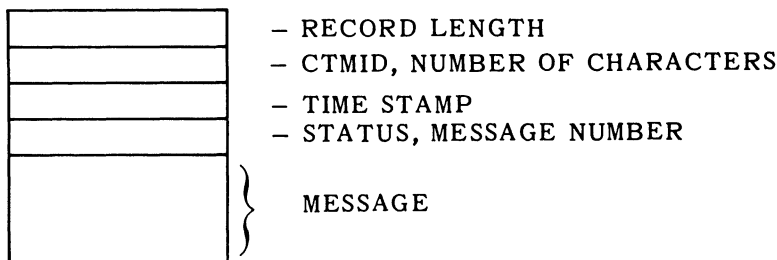 – RECORD LENGTH
– CTMID, NUMBER OF CHARACTERS
– TIME STAMP
– STATUS, MESSAGE NUMBER
MESSAGE